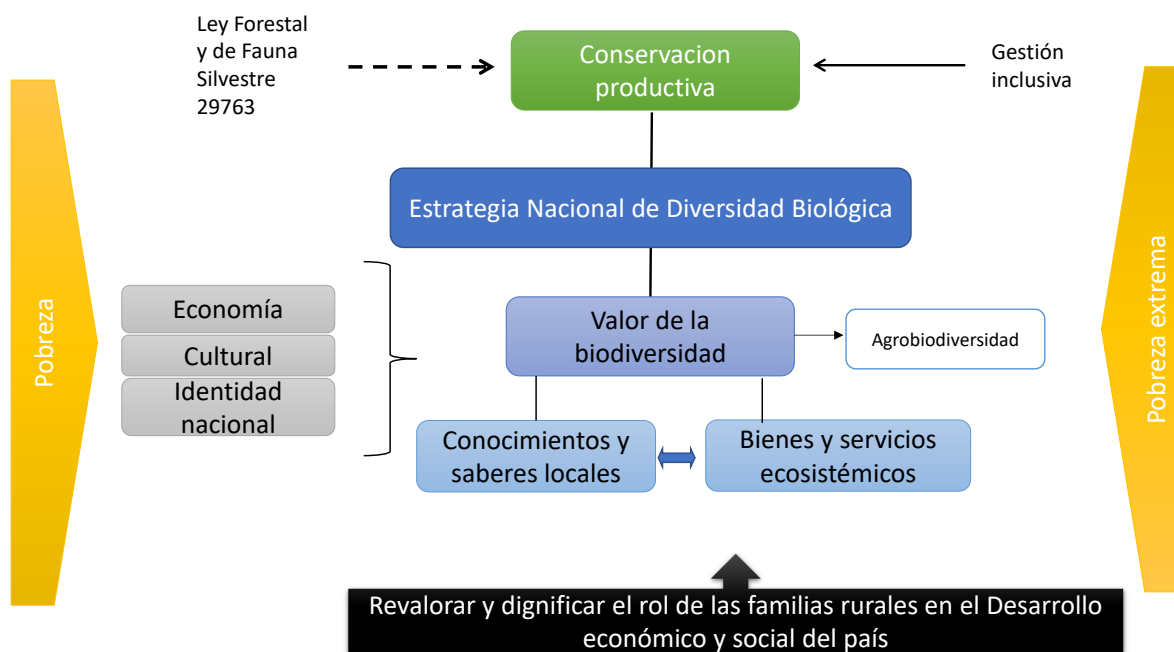 Ley Forestal
y de Fauna
Silvestre
29763
Conservacion
productiva
Gestión
inclusiva
Estrategia Nacional de Diversidad Biológica
Pobreza
Economía
Cultural
Identidad
nacional
Valor de la
biodiversidad
Agrobiodiversidad
Conocimientos y
saberes locales
Bienes y servicios
ecosistémicos
Pobreza extrema
Revalorar y dignificar el rol de las familias rurales en el Desarrollo
económico y social del país